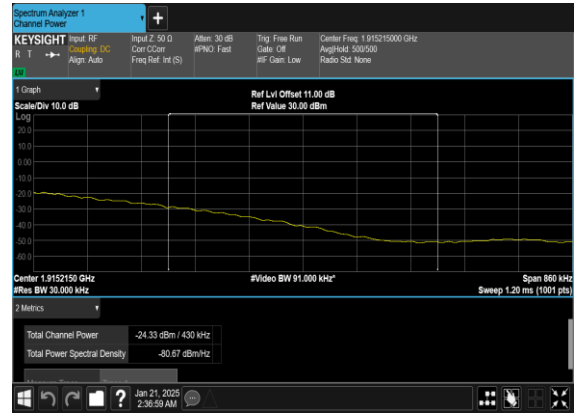 Spectrum Analyzer 1
Channel Power
+
KEYSIGHT Input: RF Input Z: 50 Ω Atten: 30 dB Trig: Free Run Center Freq: 1.915215000 GHz
R T Coupling: DC Corr CCorr #PNO: Fast Gate: Off Avg|Hold: 500/500
Align: Auto Freq Ref: Int (S) #IF Gain: Low Radio Std: None
1 Graph Ref Lvl Offset 11.00 dB
Scale/Div 10.0 dB Ref Value 30.00 dBm
Log
20.0
10.0
0.00
-10.0
-20.0
-30.0
-40.0
-50.0
-60.0
Center 1.9152150 GHz #Video BW 91.000 kHz* Span 860 kHz
#Res BW 30.000 kHz Sweep 1.20 ms (1001 pts)
2 Metrics
Total Channel Power -24.33 dBm / 430 kHz
Total Power Spectral Density -80.67 dBm/Hz
? Jan 21, 2025
2:36:59 AM